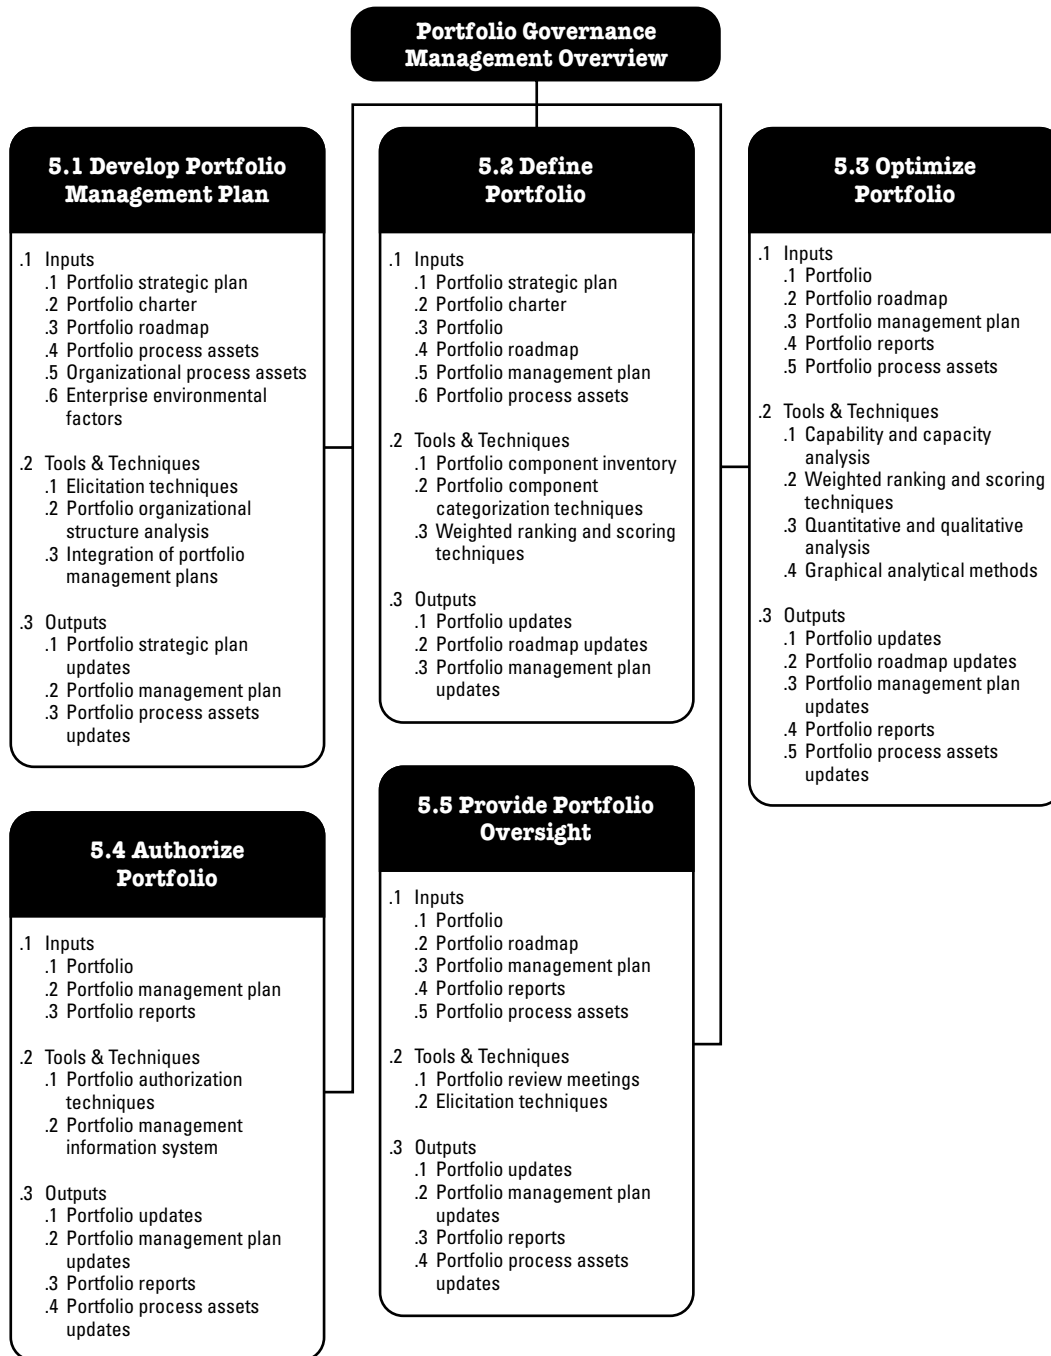 Portfolio Governance
Management Overview
5.1 Develop Portfolio
Management Plan
.1 Inputs
.1 Portfolio strategic plan
.2 Portfolio charter
.3 Portfolio roadmap
.4 Portfolio process assets
.5 Organizational process assets
.6 Enterprise environmental
factors
.2 Tools & Techniques
.1 Elicitation techniques
.2 Portfolio organizational
structure analysis
.3 Integration of portfolio
management plans
.3 Outputs
.1 Portfolio strategic plan
updates
.2 Portfolio management plan
.3 Portfolio process assets
updates
5.2 Define
Portfolio
.1 Inputs
.1 Portfolio strategic plan
.2 Portfolio charter
.3 Portfolio
.4 Portfolio roadmap
.5 Portfolio management plan
.6 Portfolio process assets
.2 Tools & Techniques
.1 Portfolio component inventory
.2 Portfolio component
categorization techniques
.3 Weighted ranking and scoring
techniques
.3 Outputs
.1 Portfolio updates
.2 Portfolio roadmap updates
.3 Portfolio management plan
updates
5.3 Optimize
Portfolio
.1 Inputs
.1 Portfolio
.2 Portfolio roadmap
.3 Portfolio management plan
.4 Portfolio reports
.5 Portfolio process assets
.2 Tools & Techniques
.1 Capability and capacity
analysis
.2 Weighted ranking and scoring
techniques
.3 Quantitative and qualitative
analysis
.4 Graphical analytical methods
.3 Outputs
.1 Portfolio updates
.2 Portfolio roadmap updates
.3 Portfolio management plan
updates
.4 Portfolio reports
.5 Portfolio process assets
updates
5.4 Authorize
Portfolio
.1 Inputs
.1 Portfolio
.2 Portfolio management plan
.3 Portfolio reports
.2 Tools & Techniques
.1 Portfolio authorization
techniques
.2 Portfolio management
information system
.3 Outputs
.1 Portfolio updates
.2 Portfolio management plan
updates
.3 Portfolio reports
.4 Portfolio process assets
updates
5.5 Provide Portfolio
Oversight
.1 Inputs
.1 Portfolio
.2 Portfolio roadmap
.3 Portfolio management plan
.4 Portfolio reports
.5 Portfolio process assets
.2 Tools & Techniques
.1 Portfolio review meetings
.2 Elicitation techniques
.3 Outputs
.1 Portfolio updates
.2 Portfolio management plan
updates
.3 Portfolio reports
.4 Portfolio process assets
updates